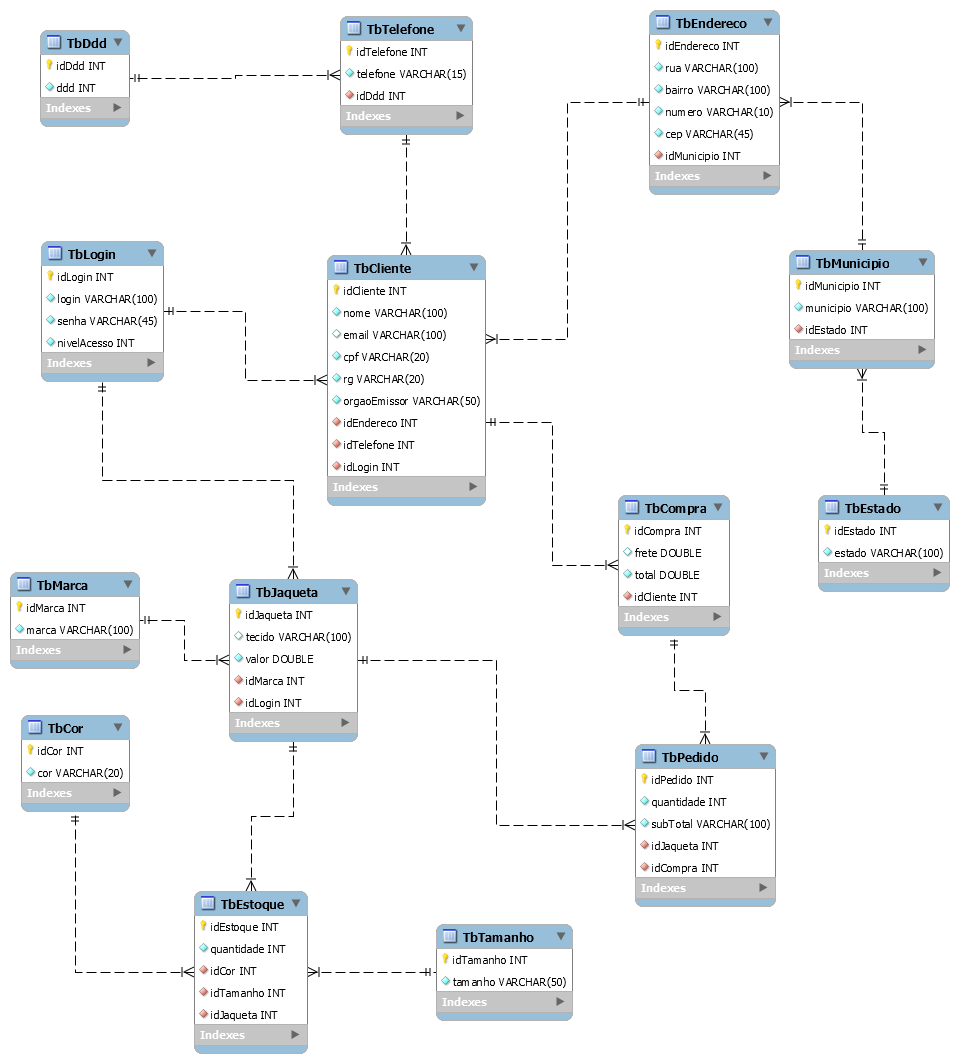 TbDdd
idDdd INT
ddd INT
Indexes
TbTelefone
idTelefone INT
telefone VARCHAR(15)
idDdd INT
Indexes
TbEndereco
idEndereco INT
rua VARCHAR(100)
bairro VARCHAR(100)
numero VARCHAR(10)
cep VARCHAR(45)
idMunicipio INT
Indexes
TbLogin
idLogin INT
login VARCHAR(100)
senha VARCHAR(45)
nivelAcesso INT
Indexes
TbCliente
idCliente INT
nome VARCHAR(100)
email VARCHAR(100)
cpf VARCHAR(20)
rg VARCHAR(20)
orgaoEmissor VARCHAR(50)
idEndereco INT
idTelefone INT
idLogin INT
Indexes
TbMunicipio
idMunicipio INT
municipio VARCHAR(100)
idEstado INT
Indexes
TbCompra
idCompra INT
frete DOUBLE
total DOUBLE
idCliente INT
Indexes
TbEstado
idEstado INT
estado VARCHAR(100)
Indexes
TbMarca
idMarca INT
marca VARCHAR(100)
Indexes
TbJaqueta
idJaqueta INT
tecido VARCHAR(100)
valor DOUBLE
idMarca INT
idLogin INT
Indexes
TbCor
idCor INT
cor VARCHAR(20)
Indexes
TbPedido
idPedido INT
quantidade INT
subTotal VARCHAR(100)
idJaqueta INT
idCompra INT
Indexes
TbEstoque
idEstoque INT
quantidade INT
idCor INT
idTamanho INT
idJaqueta INT
Indexes
TbTamanho
idTamanho INT
tamanho VARCHAR(50)
Indexes